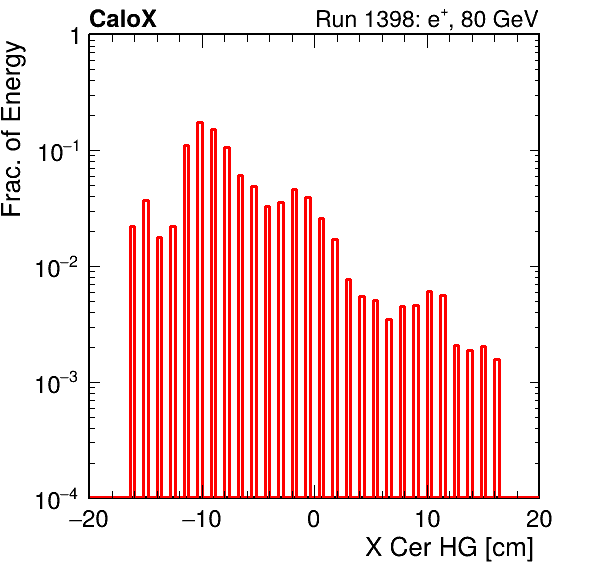 CaloX Run 1398: e⁺, 80 GeV
Frac. of Energy
1
10⁻¹
10⁻²
10⁻³
10⁻⁴
−20 −10 0 10 20
X Cer HG [cm]